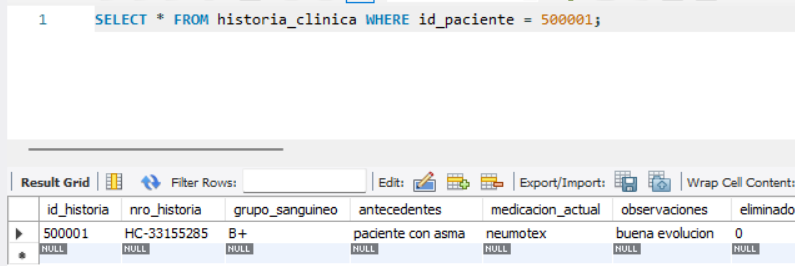 1 SELECT * FROM historia_clinica WHERE id_paciente = 500001;
Result Grid Filter Rows: Edit: Export/Import: Wrap Cell Content:
id_historia nro_historia grupo_sanguineo antecedentes medicacion_actual observaciones eliminado
500001 HC-33155285 B+ paciente con asma neumotex buena evolucion 0
NULL NULL NULL NULL NULL NULL NULL